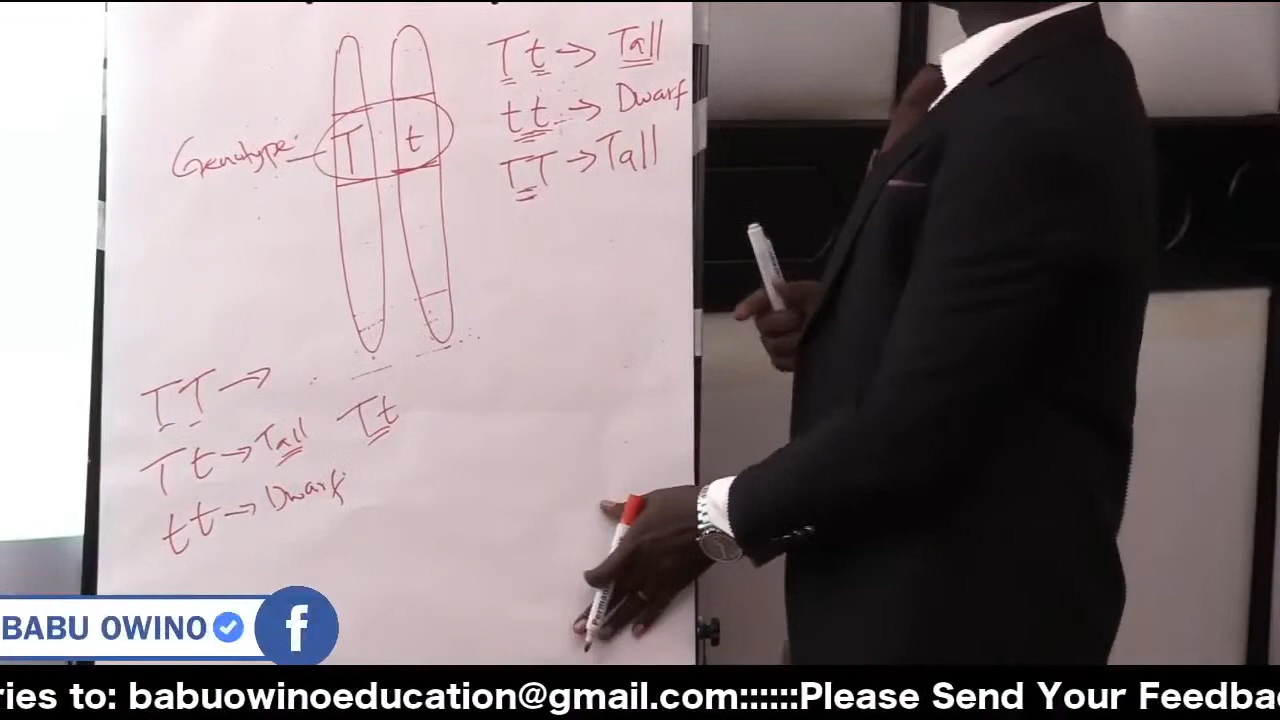 Tt → Tall
tt → Dwarf
TT → Tall
Genotype
T t
TT →
Tt → Tall Tt
tt → Dwarf
BABU OWINO
f
ries to: babuowinoeducation@gmail.com::::::Please Send Your Feedba